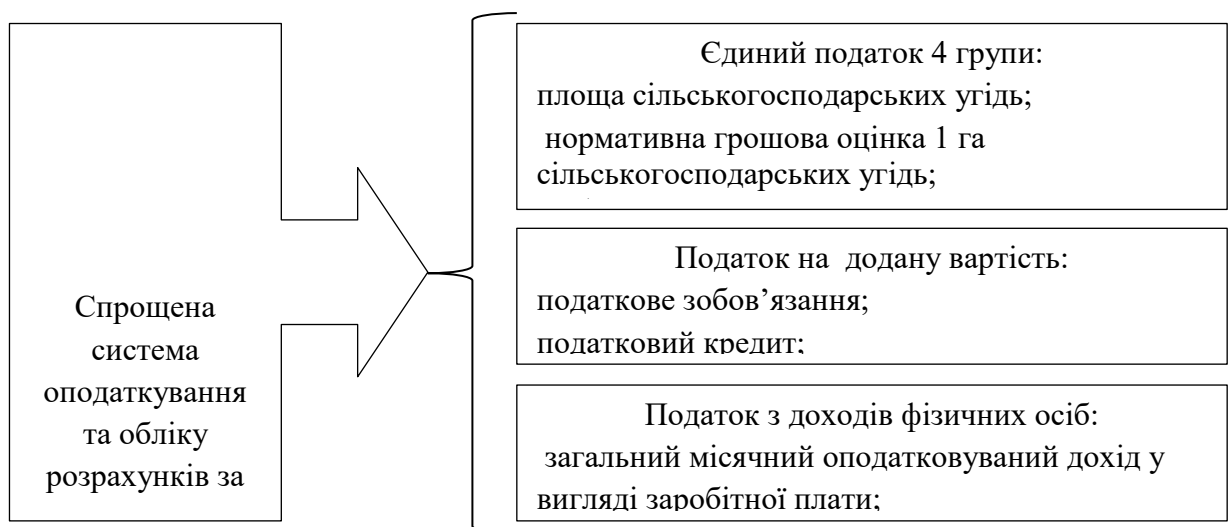 Спрощена
система
оподаткування
та обліку
розрахунків за
Єдиний податок 4 групи:
площа сільськогосподарських угідь;
нормативна грошова оцінка 1 га
сільськогосподарських угідь;
Податок на додану вартість:
податкове зобов’язання;
податковий кредит;
Податок з доходів фізичних осіб:
загальний місячний оподатковуваний дохід у
вигляді заробітної плати;